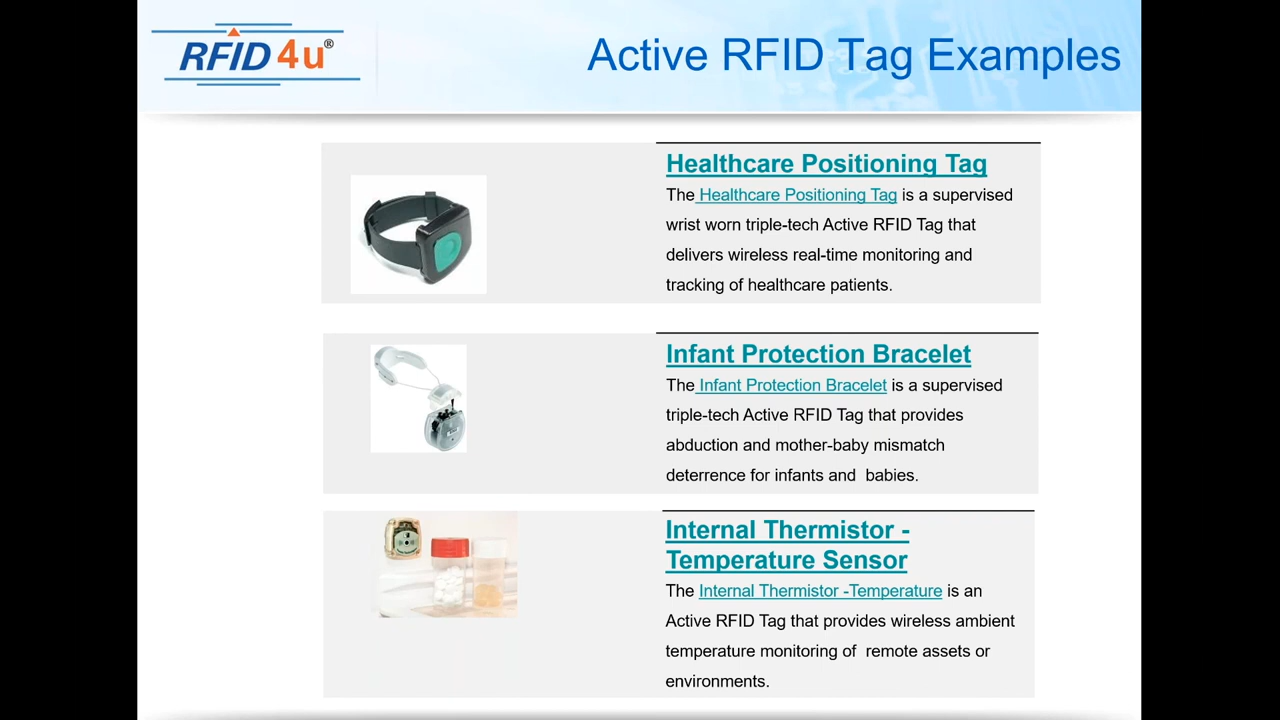 RFID4u®
Active RFID Tag Examples
Healthcare Positioning Tag
The Healthcare Positioning Tag is a supervised
wrist worn triple-tech Active RFID Tag that
delivers wireless real-time monitoring and
tracking of healthcare patients.
Infant Protection Bracelet
The Infant Protection Bracelet is a supervised
triple-tech Active RFID Tag that provides
abduction and mother-baby mismatch
deterrence for infants and  babies.
Internal Thermistor -
Temperature Sensor
The Internal Thermistor -Temperature is an
Active RFID Tag that provides wireless ambient
temperature monitoring of  remote assets or
environments.